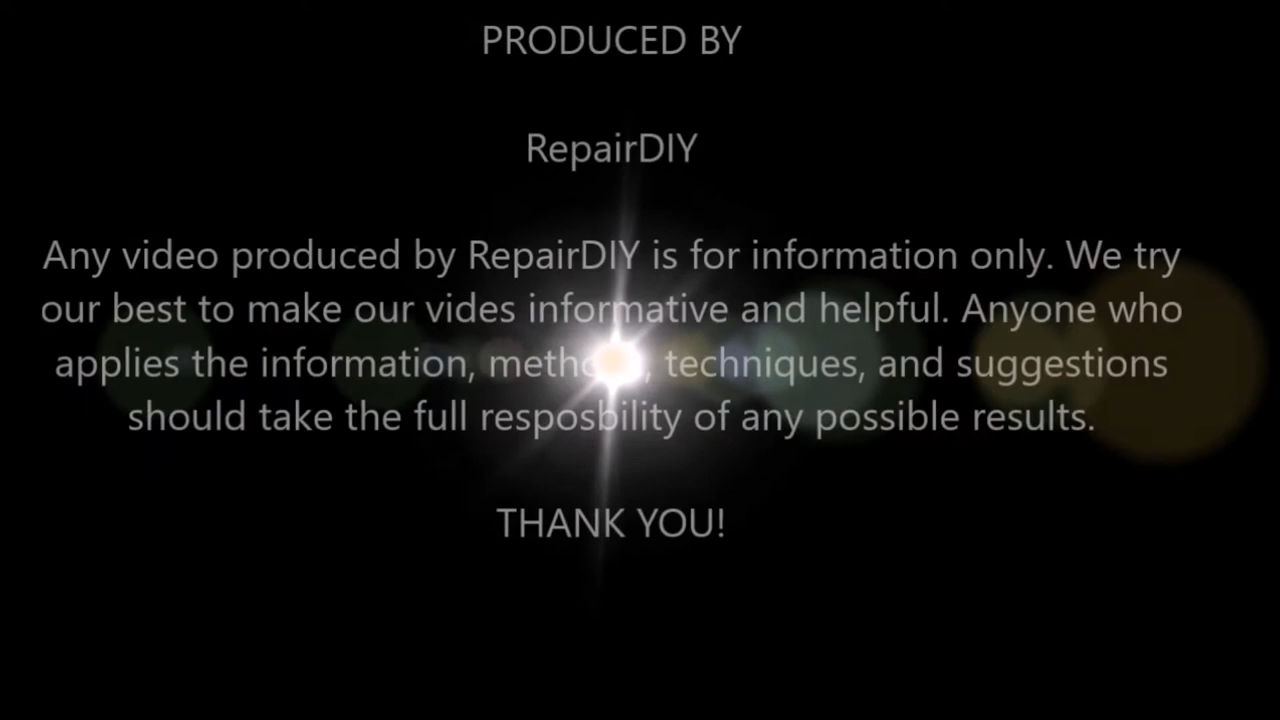 PRODUCED BY
RepairDIY
Any video produced by RepairDIY is for information only. We try
our best to make our vides informative and helpful. Anyone who
applies the information, techniques, and suggestions
should take the full resposbility of any possible results.
THANK YOU!